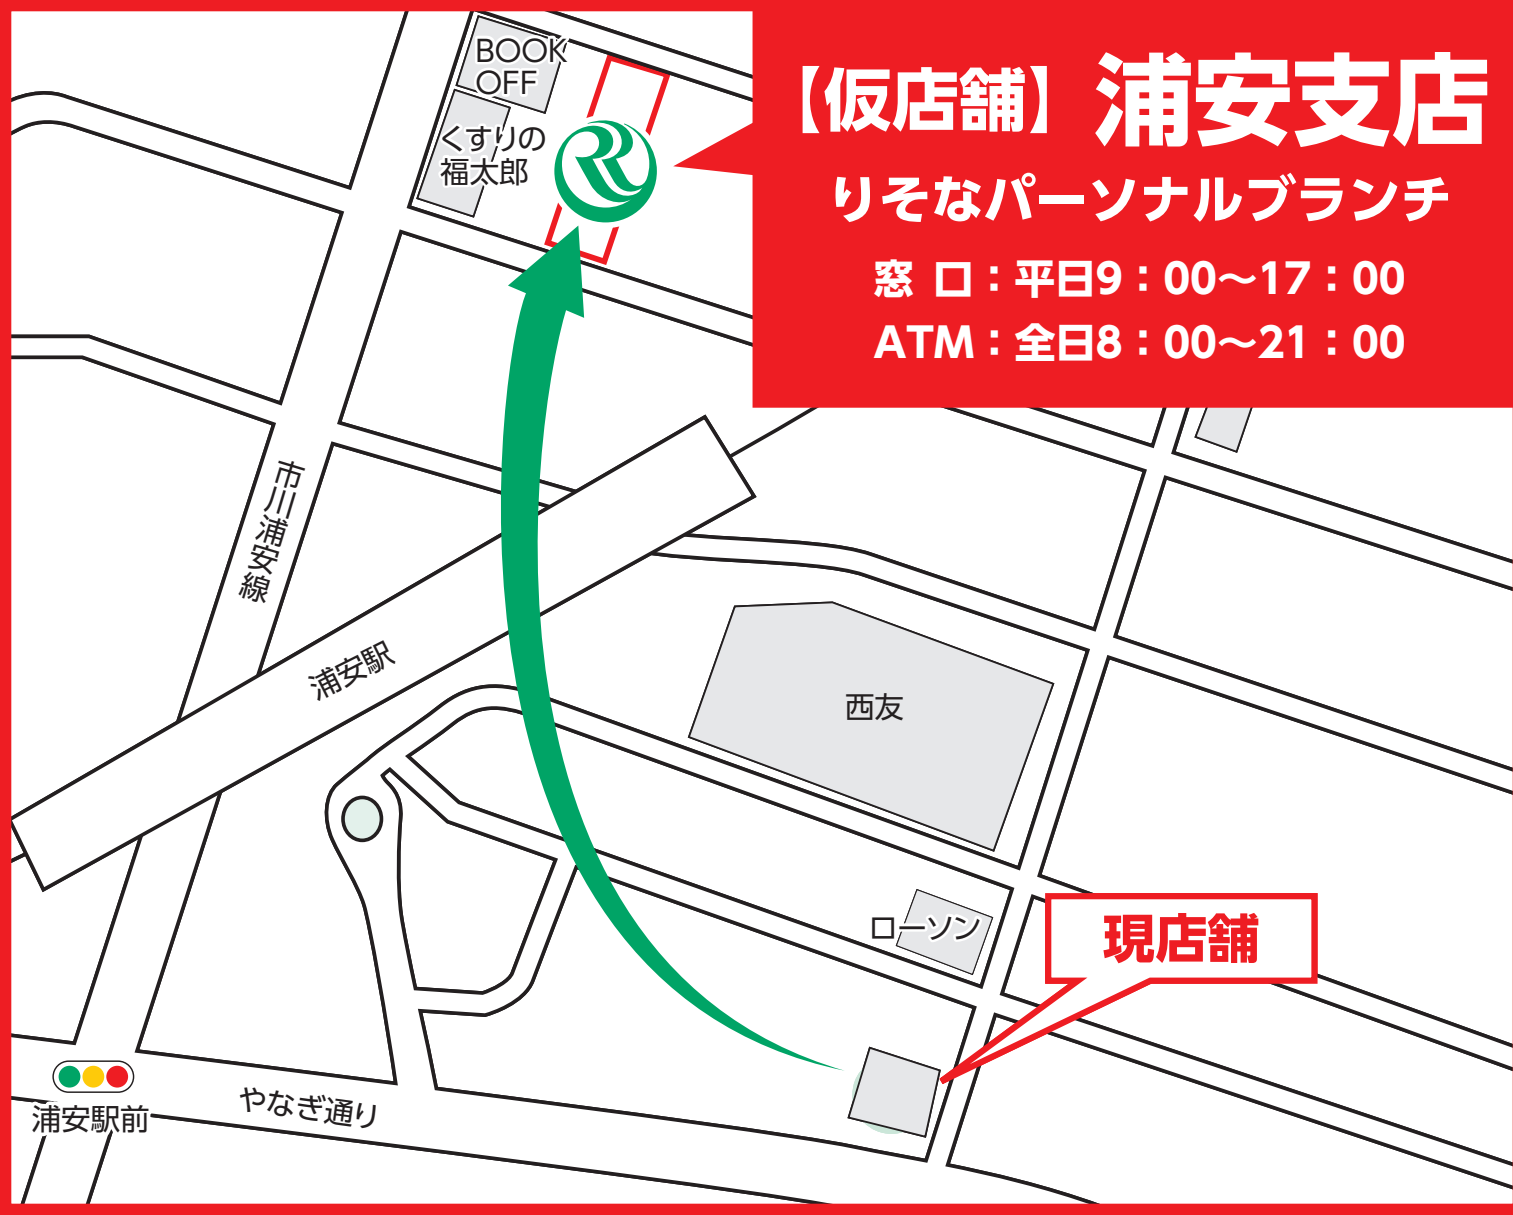 BOOK
OFF
くすりの
福太郎
【仮店舗】浦安支店
りそなパーソナルブランチ
窓 口：平日9：00～17：00
ATM：全日8：00～21：00
市川浦安線
浦安駅
西友
ローソン
現店舗
浦安駅前
やなぎ通り